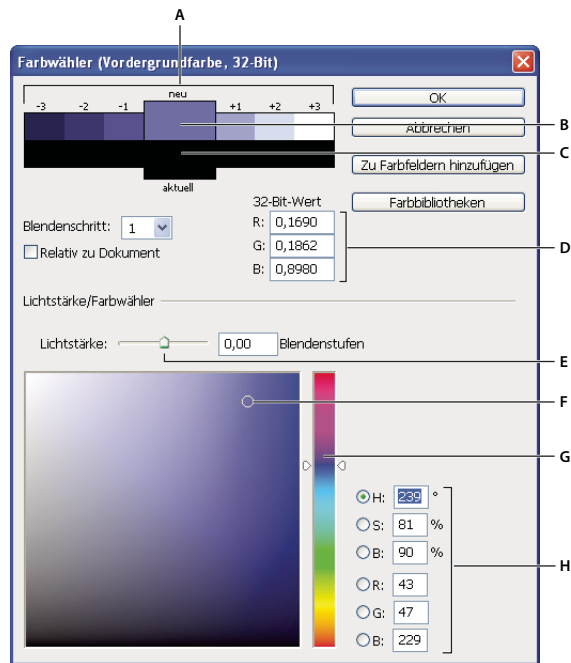 A
Farbwähler (Vordergrundfarbe, 32-Bit)
neu
-3 -2 -1 +1 +2 +3
OK
B
Abbrechen
C
Zu Farbfeldern hinzufügen
aktuell
Farbbibliotheken
32-Bit-Wert
Blendenschritt: 1
R: 0,1690
G: 0,1862
D
Relativ zu Dokument
B: 0,8980
Lichtstärke/Farbwähler
Lichtstärke: 0,00 Blendenstufen
E
F
G
H: 239 °
S: 81 %
B: 90 %
H
R: 43
G: 47
B: 229